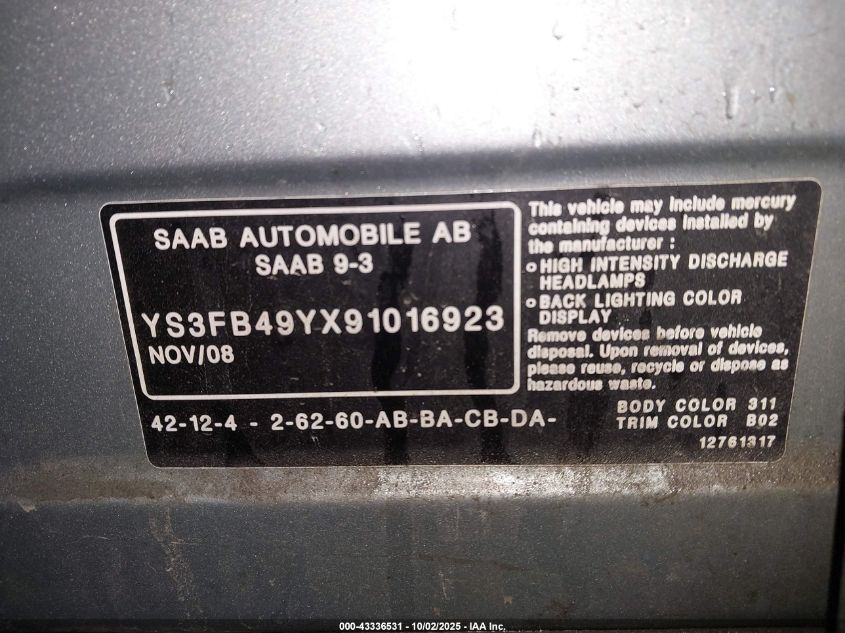 SAAB AUTOMOBILE AB
SAAB 9-3
YS3FB49YX91016923
NOV/08
42-12-4 - 2-62-60-AB-BA-CB-DA-
This vehicle may include mercury
containing devices installed by
the manufacturer :
o HIGH INTENSITY DISCHARGE
HEADLAMPS
o BACK LIGHTING COLOR
DISPLAY
Remove devices before vehicle
disposal. Upon removal of devices,
please reuse, recycle or dispose as
hazardous waste.
BODY COLOR 311
TRIM COLOR B02
12761317
000-43336531 - 10/02/2025 - IAA Inc.